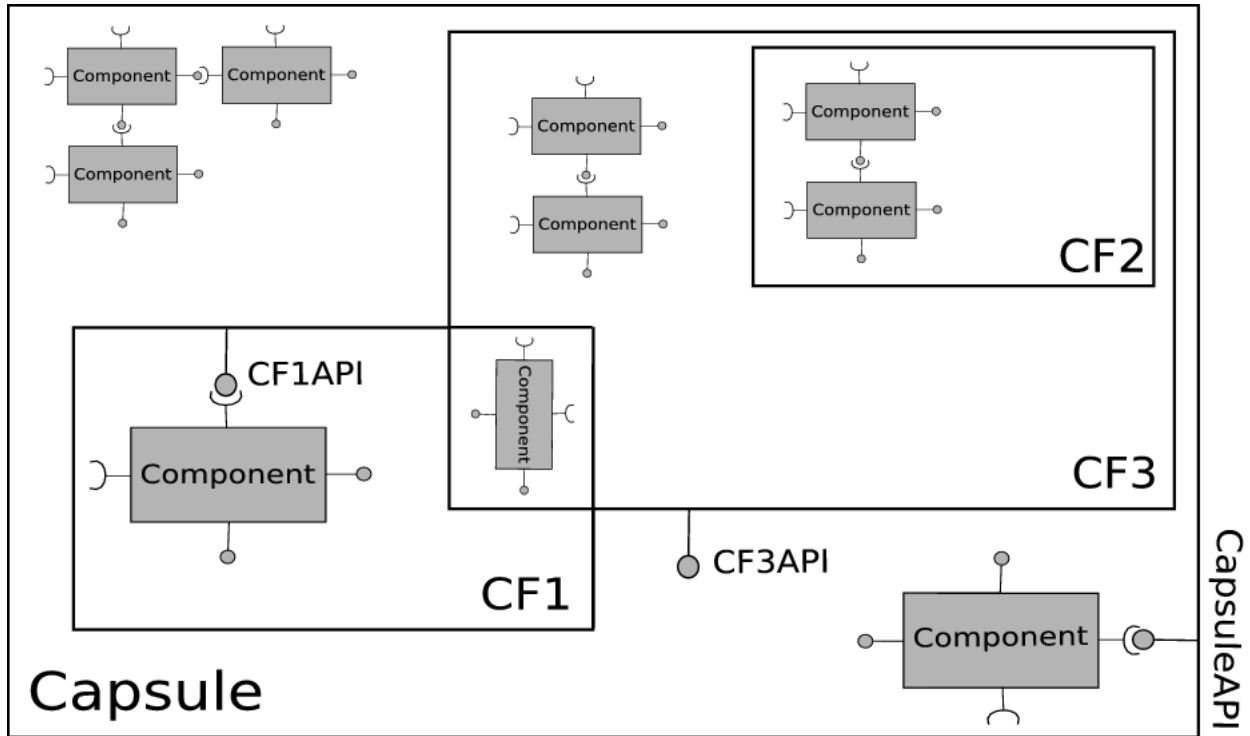 Component
Component
Component
Component
Component
Component
Component
CF2
CF1API
Component
Component
CF3
CF3API
CF1
Component
CapsuleAPI
Capsule